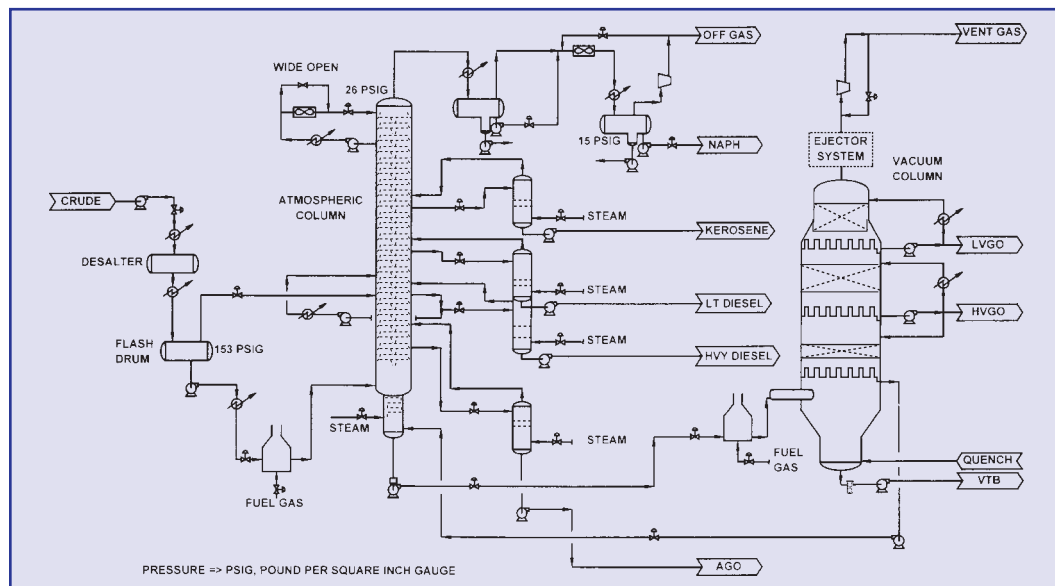 OFF GAS
VENT GAS
WIDE OPEN
26 PSIG
15 PSIG
NAPH
EJECTOR
SYSTEM
VACUUM
COLUMN
CRUDE
ATMOSPHERIC
COLUMN
STEAM
KEROSENE
LVGO
DESALTER
STEAM
LT DIESEL
HVGO
FLASH
DRUM
153 PSIG
STEAM
HVY DIESEL
STEAM
STEAM
FUEL
GAS
QUENCH
VTB
FUEL GAS
AGO
PRESSURE => PSIG, POUND PER SQUARE INCH GAUGE